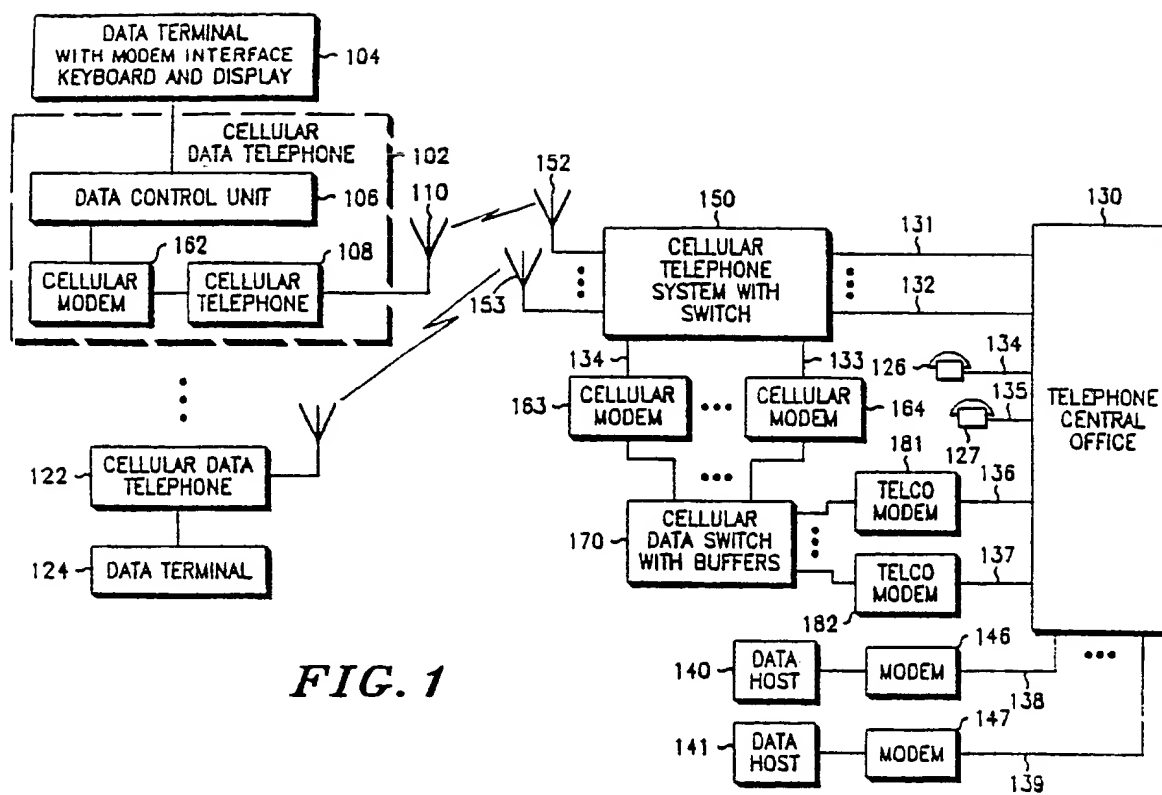 DATA TERMINAL
WITH MODEM INTERFACE
KEYBOARD AND DISPLAY
104
CELLULAR
DATA TELEPHONE
102
DATA CONTROL UNIT
106
110
152
162
108
CELLULAR
MODEM
CELLULAR
TELEPHONE
153
150
CELLULAR
TELEPHONE
SYSTEM WITH
SWITCH
131
132
130
TELEPHONE
CENTRAL
OFFICE
134
133
126
134
135
127
163
CELLULAR
MODEM
CELLULAR
MODEM
164
122
CELLULAR DATA
TELEPHONE
124
DATA TERMINAL
170
CELLULAR
DATA SWITCH
WITH BUFFERS
181
TELCO
MODEM
136
TELCO
MODEM
137
182
140
DATA
HOST
146
MODEM
138
141
DATA
HOST
147
MODEM
139
FIG. 1